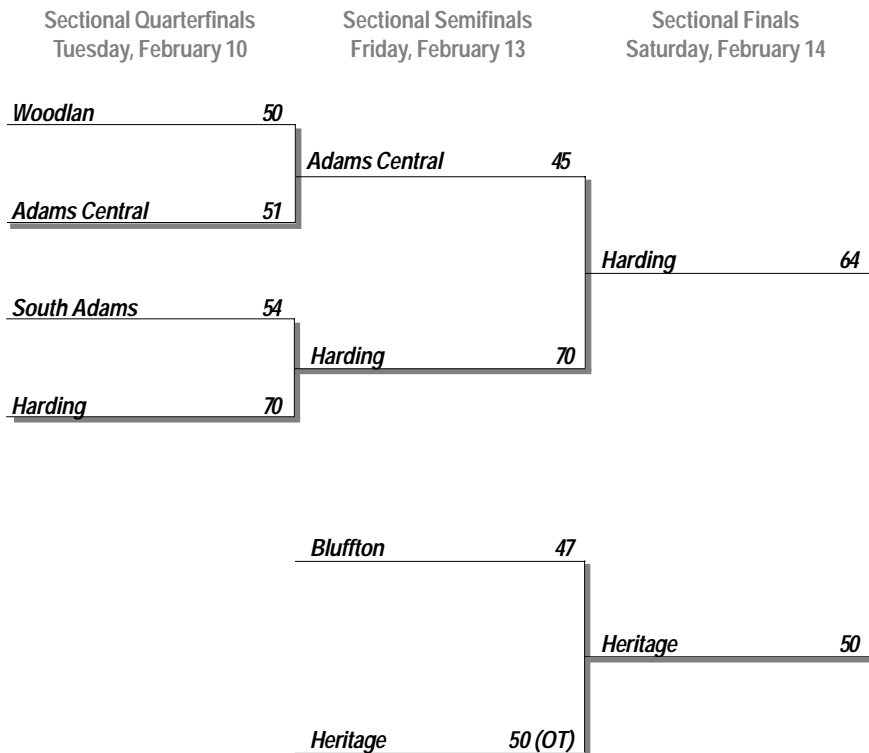 Sectional Quarterfinals
Tuesday, February 10
Sectional Semifinals
Friday, February 13
Sectional Finals
Saturday, February 14
Woodlan 50
Adams Central 51
South Adams 54
Harding 70
Adams Central 45
Harding 70
Bluffton 47
Heritage 50 (OT)
Harding 64
Heritage 50